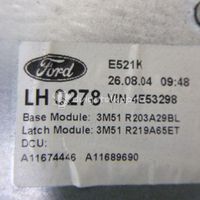 Ford
E521K
26.08.04 09:48
LH 0278 VIN 4E53298
Base Module: 3M51 R203A29BL
Latch Module: 3M51 R219A65ET
DCU:
A11674446 A11689690